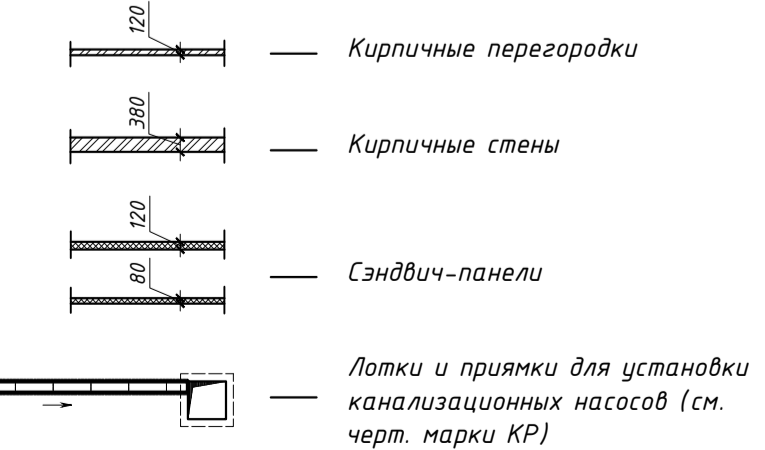 120
Кирпичные перегородки
380
Кирпичные стены
120
80
Сэндвич-панели
Лотки и приямки для установки
канализационных насосов (см.
черт. марки КР)